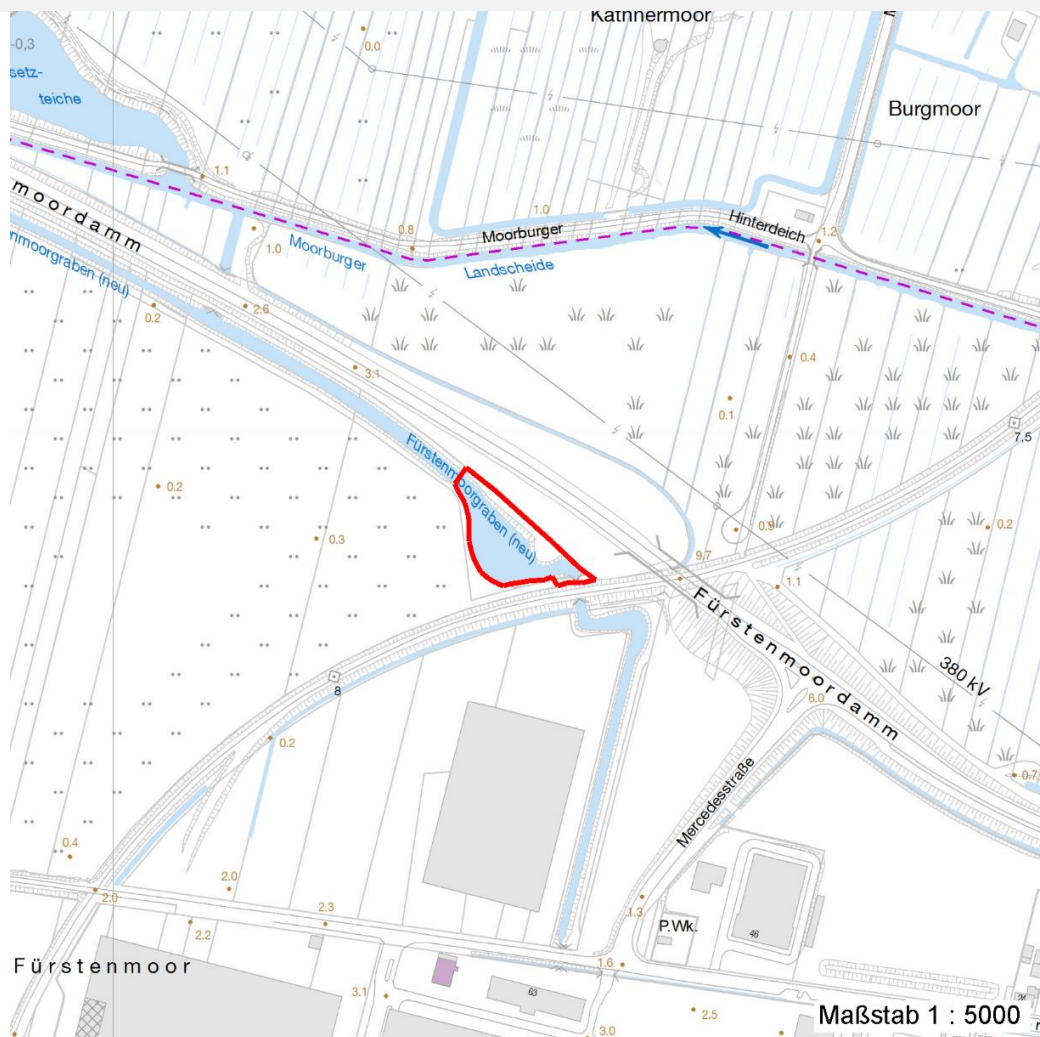 Kathnermoor
0.0
-0,3
setz-
teiche
Burgmoor
1.1
moordamm
1.0
Hinterdeich
0.8
Moorburger
1.2
Moorburger
1.0
Landscheide
nmoorgraben (neu)
0.2
2.6
3.1
0.4
0.1
7,5
Fürstenmoorgraben (neu)
0.2
0.3
0.9
0.2
9,7
1.1
Fürstenmoordamm
380 kV
8
6.0
0.2
0.7
Mercedesstraße
0.4
2.0
2.0
2.3
2.2
1.3
P.Wk.
46
Fürstenmoor
1.6
3.1
63
2.5
3.0
Maßstab 1 : 5000